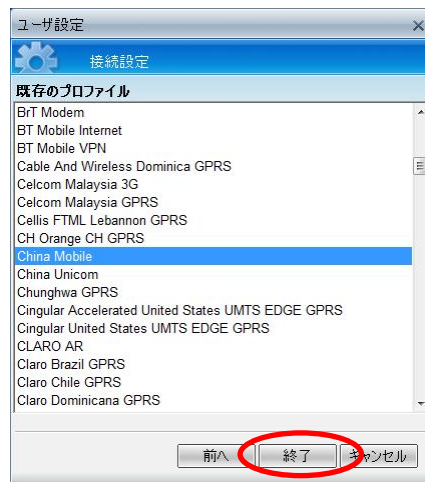 ユーザ設定
接続設定
既存のプロファイル
BrT Modem
BT Mobile Internet
BT Mobile VPN
Cable And Wireless Dominica GPRS
Celcom Malaysia 3G
Celcom Malaysia GPRS
Cellis FTML Lebannon GPRS
CH Orange CH GPRS
China Mobile
China Unicom
Chunghwa GPRS
Cingular Accelerated United States UMTS EDGE GPRS
Cingular United States UMTS EDGE GPRS
CLARO AR
Claro Brazil GPRS
Claro Chile GPRS
Claro Dominicana GPRS
前へ 終了 キャンセル